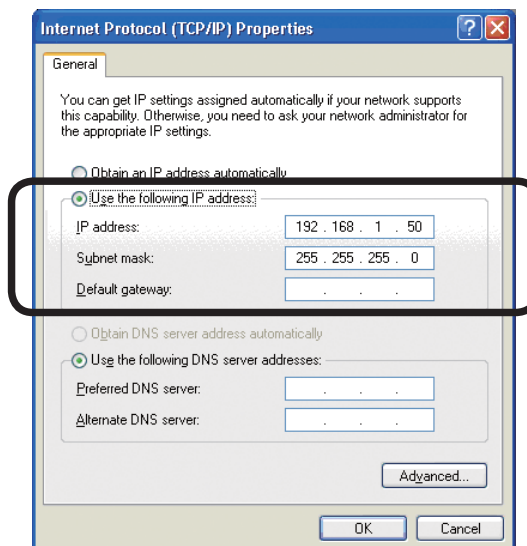 Internet Protocol (TCP/IP) Properties
General
You can get IP settings assigned automatically if your network supports
this capability. Otherwise, you need to ask your network administrator for
the appropriate IP settings.
Obtain an IP address automatically
Use the following IP address:
IP address: 192 . 168 . 1 . 50
Subnet mask: 255 . 255 . 255 . 0
Default gateway: . . .
Obtain DNS server address automatically
Use the following DNS server addresses:
Preferred DNS server: . . .
Alternate DNS server: . . .
Advanced...
OK Cancel